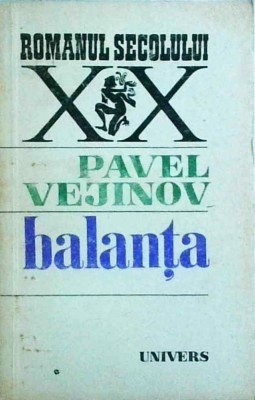 ROMANUL SECOLULUI
XX
PAVEL
VEJINOV
balanța
UNIVERS